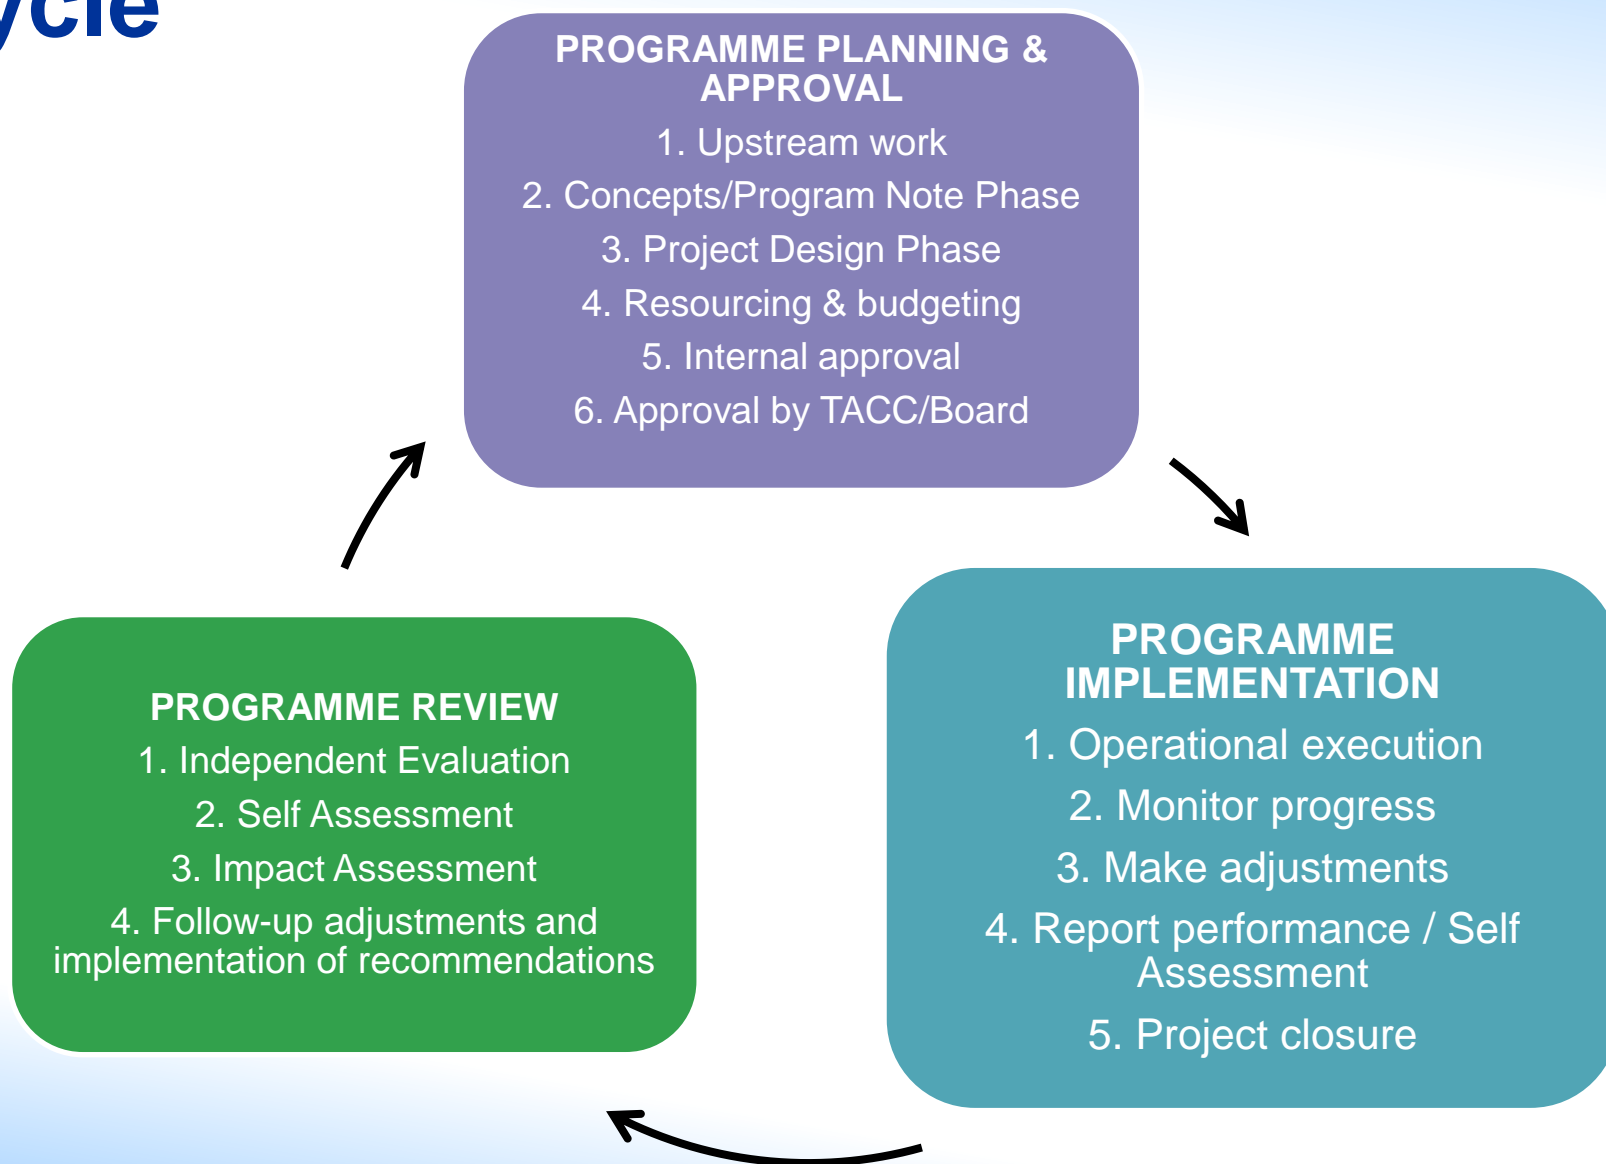 PROGRAMME PLANNING &
APPROVAL
1. Upstream work
2. Concepts/Program Note Phase
3. Project Design Phase
4. Resourcing & budgeting
5. Internal approval
6. Approval by TACC/Board
PROGRAMME REVIEW
1. Independent Evaluation
2. Self Assessment
3. Impact Assessment
4. Follow-up adjustments and
implementation of recommendations
PROGRAMME
IMPLEMENTATION
1. Operational execution
2. Monitor progress
3. Make adjustments
4. Report performance / Self
Assessment
5. Project closure